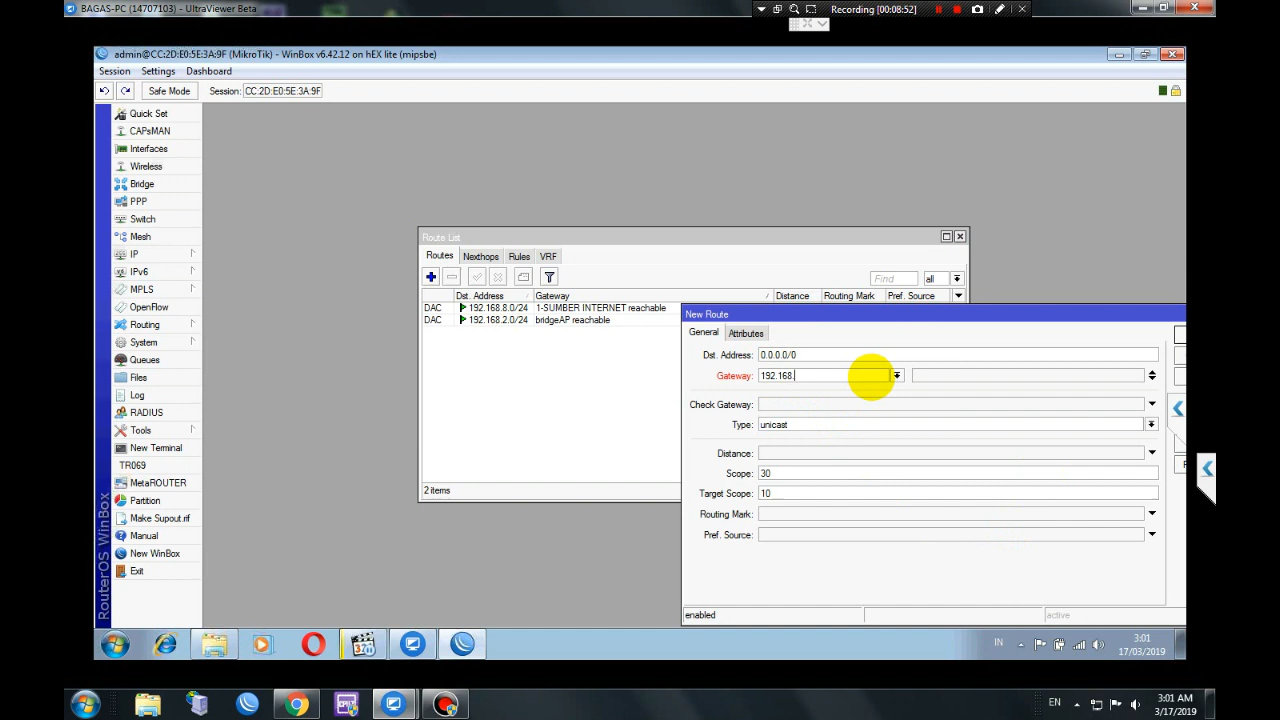 BAGAS-PC (14707103) - UltraViewer Beta
Recording [00:08:52]
admin@CC:2D:E0:5E:3A:9F (MikroTik) - WinBox v6.42.12 on hEX lite (mipsbe)
Session Settings Dashboard
Safe Mode Session: CC:2D:E0:5E:3A:9F
Quick Set
CAPsMAN
Interfaces
Wireless
Bridge
PPP
Switch
Mesh
IP
IPv6
MPLS
OpenFlow
Routing
System
Queues
Files
Log
RADIUS
Tools
New Terminal
TR069
MetaROUTER
Partition
Make Supout.rif
Manual
New WinBox
Exit
RouterOS WinBox
Route List
Routes Nexthops Rules VRF
Find all
Dst. Address Gateway Distance Routing Mark Pref. Source
DAC 192.168.8.0/24 1-SUMBER INTERNET reachable
DAC 192.168.2.0/24 bridgeAP reachable
2 items
New Route
General Attributes
Dst. Address: 0.0.0.0/0
Gateway: 192.168.
Check Gateway:
Type: unicast
Distance:
Scope: 30
Target Scope: 10
Routing Mark:
Pref. Source:
enabled active
IN 3:01
17/03/2019
EN 3:01 AM
3/17/2019